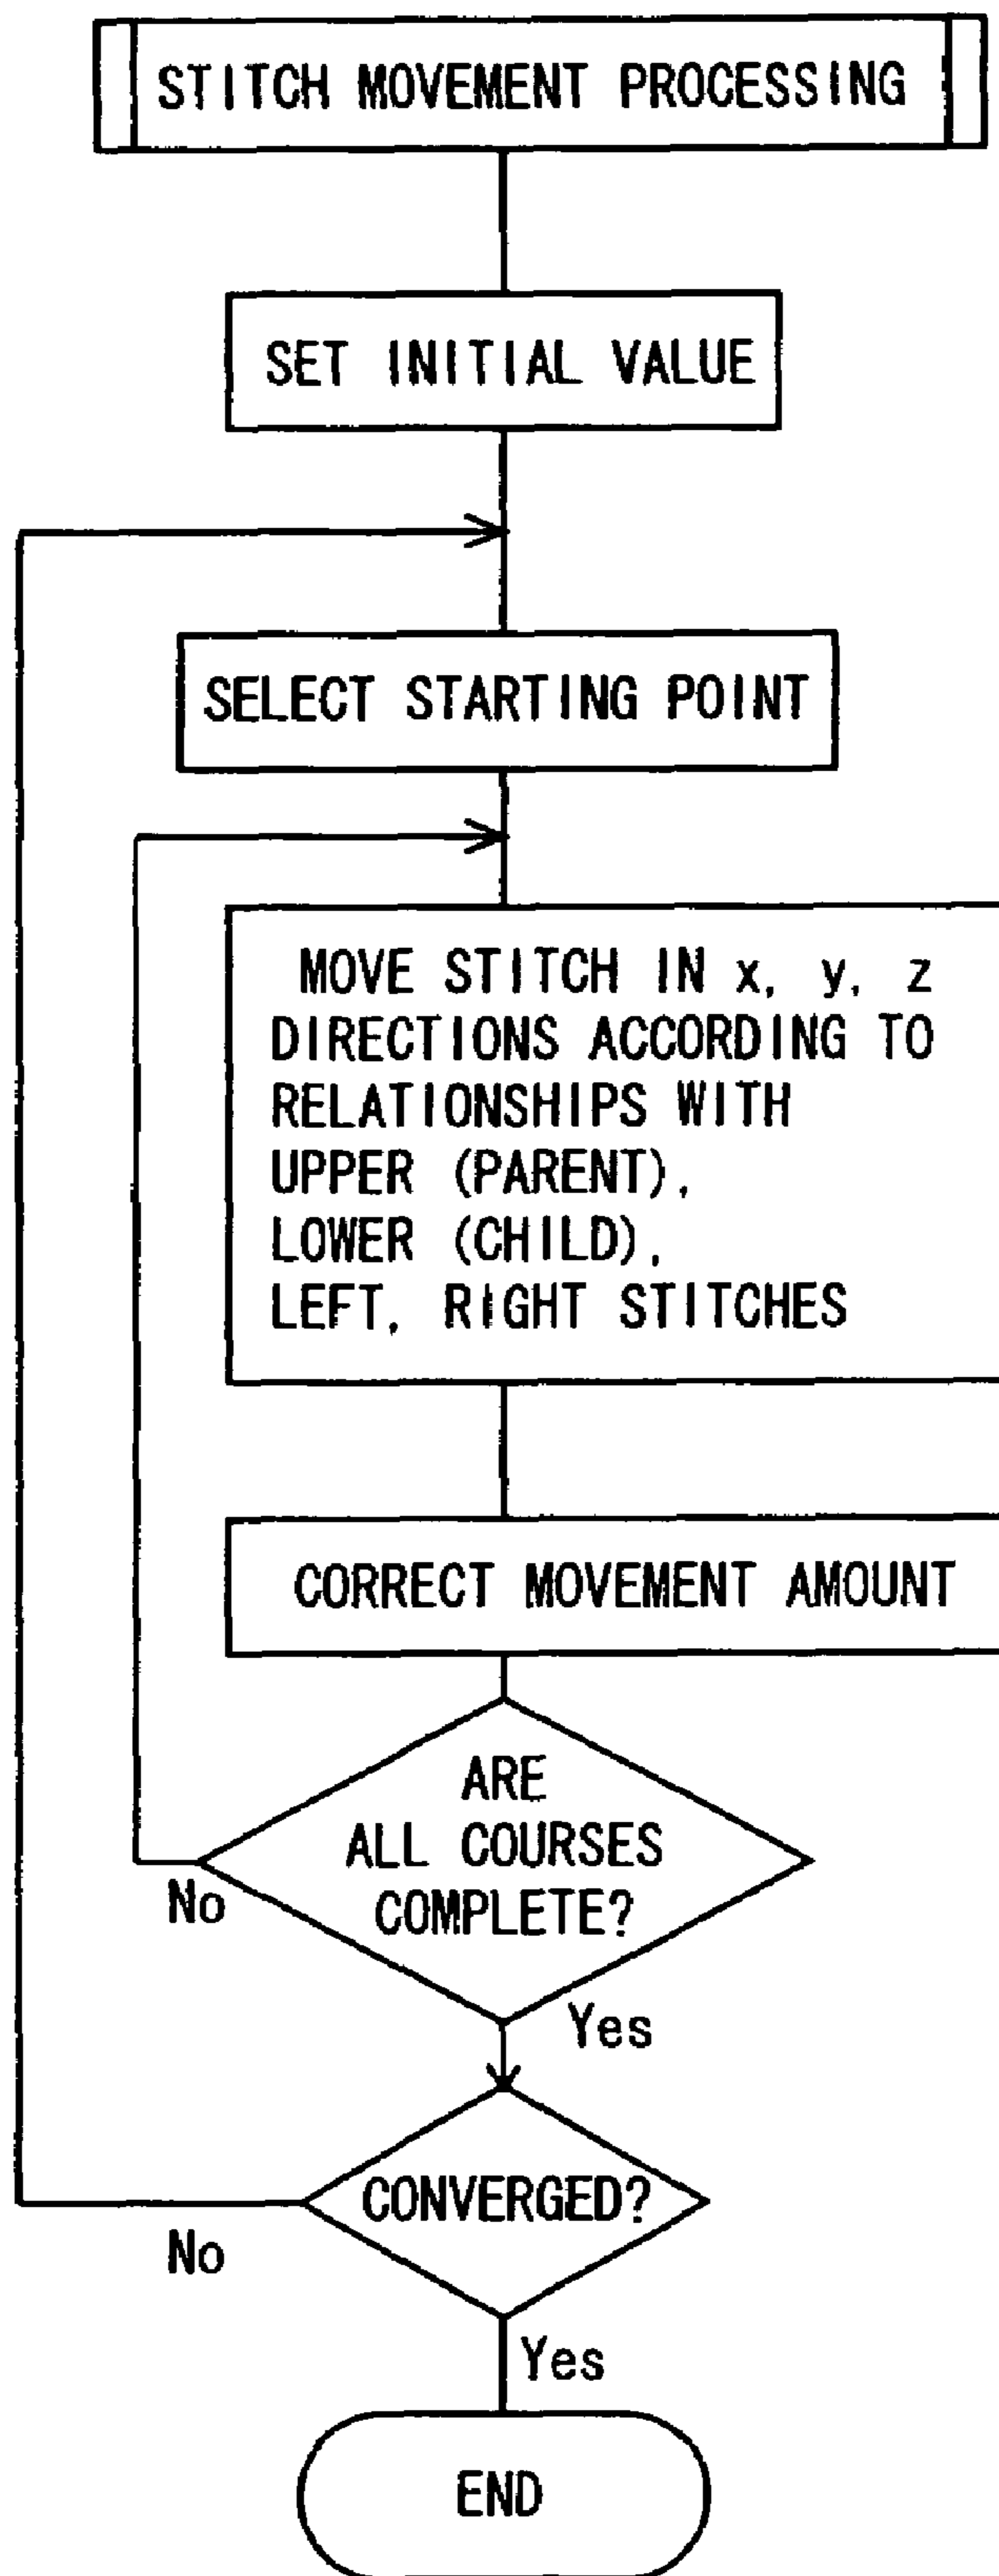 STITCH MOVEMENT PROCESSING
SET INITIAL VALUE
SELECT STARTING POINT
MOVE STITCH IN x, y, z
DIRECTIONS ACCORDING TO
RELATIONSHIPS WITH
UPPER (PARENT),
LOWER (CHILD),
LEFT, RIGHT STITCHES
CORRECT MOVEMENT AMOUNT
ARE
ALL COURSES
COMPLETE?
No
Yes
CONVERGED?
No
Yes
END